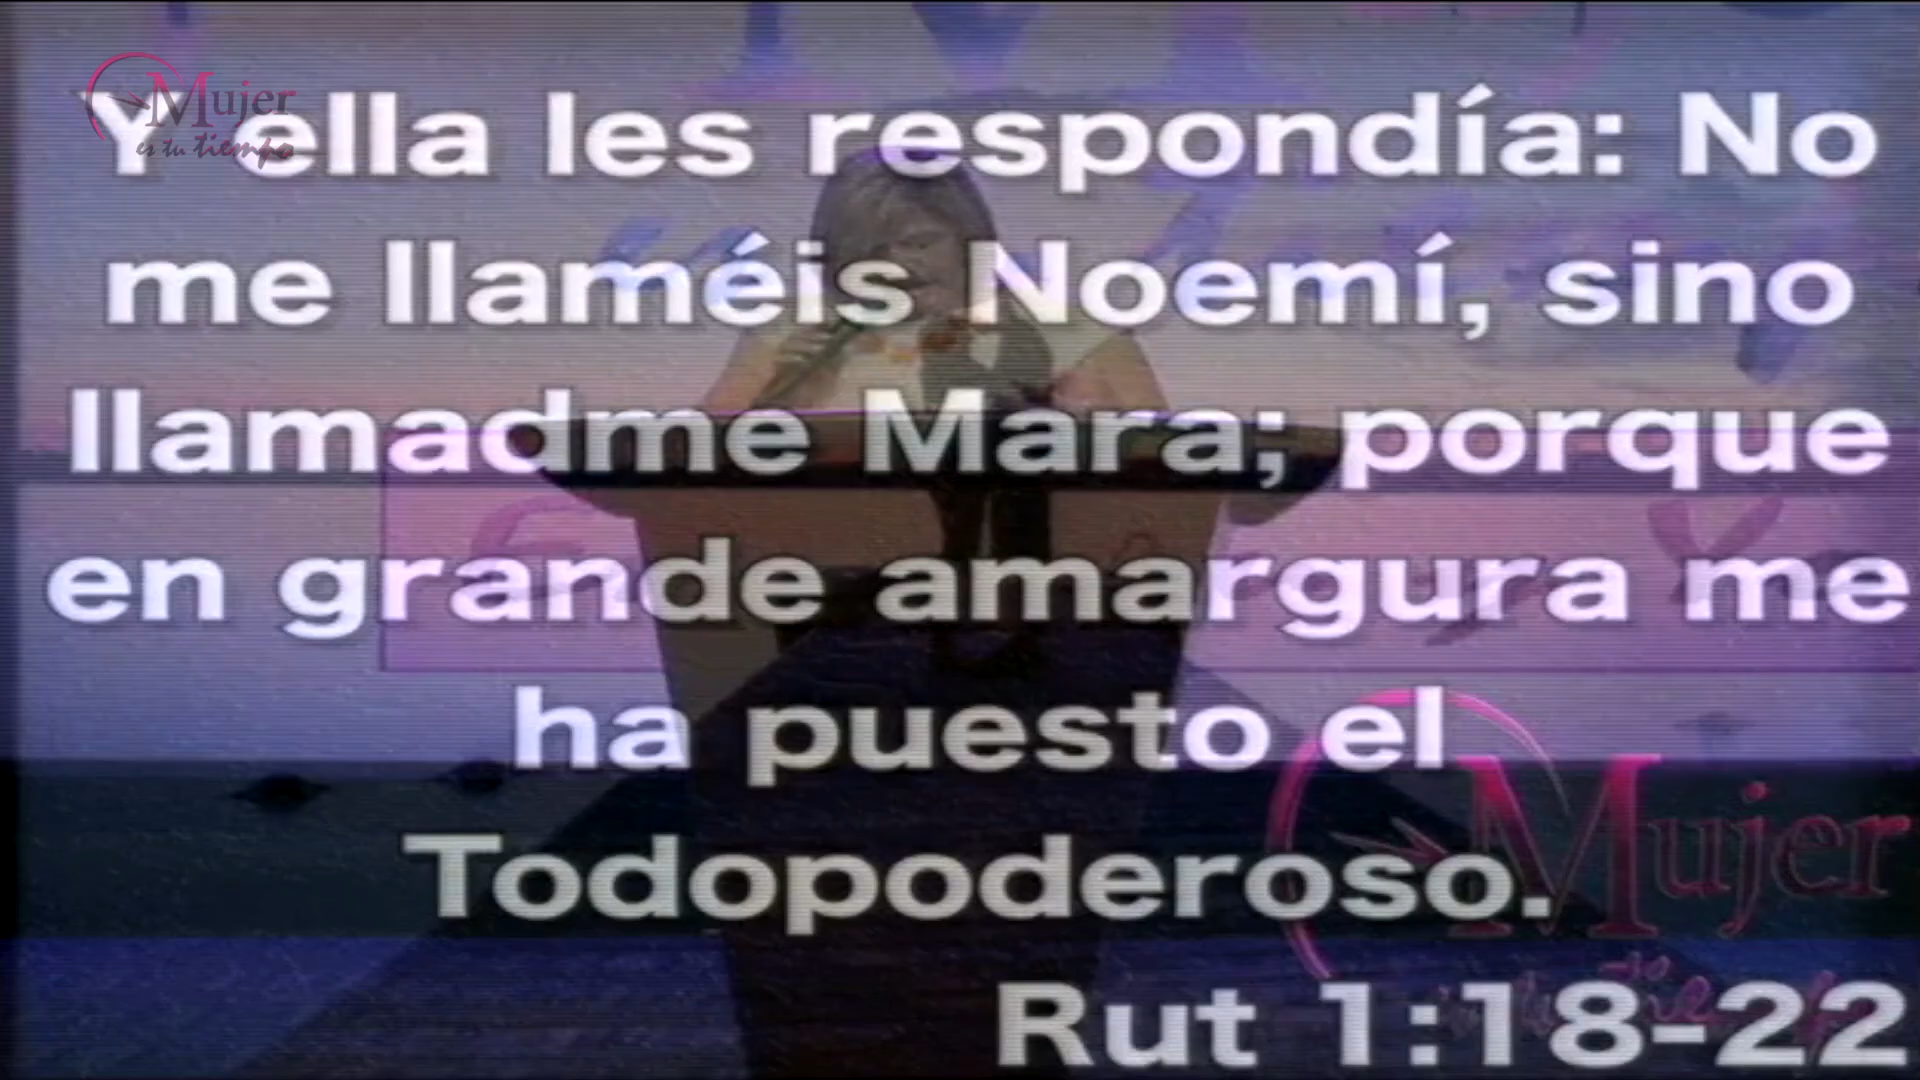 Mujer
es tu tiempo
Y ella les respondía: No
me llaméis Noemí, sino
llamadme Mara; porque
en grande amargura me
ha puesto el
Todopoderoso.
Mujer
Rut 1:18-22